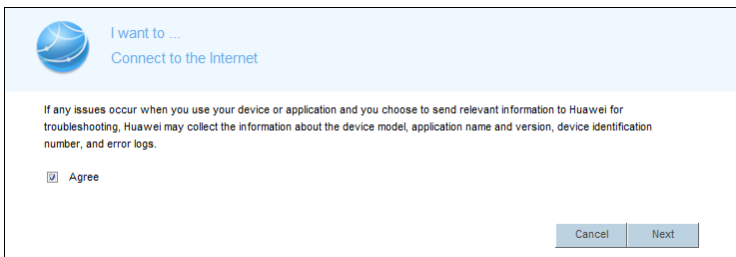 I want to ...
Connect to the Internet
If any issues occur when you use your device or application and you choose to send relevant information to Huawei for
troubleshooting, Huawei may collect the information about the device model, application name and version, device identification
number, and error logs.
Agree
Cancel
Next